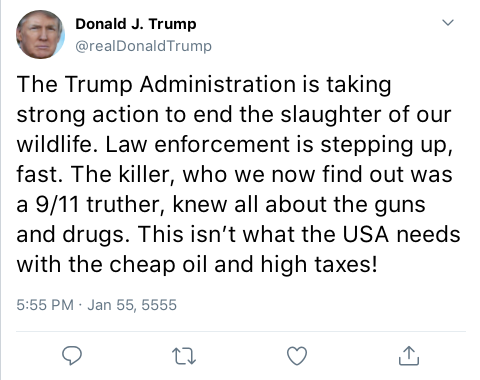 Donald J. Trump
@realDonaldTrump
The Trump Administration is taking
strong action to end the slaughter of our
wildlife. Law enforcement is stepping up,
fast. The killer, who we now find out was
a 9/11 truther, knew all about the guns
and drugs. This isn’t what the USA needs
with the cheap oil and high taxes!
5:55 PM · Jan 55, 5555